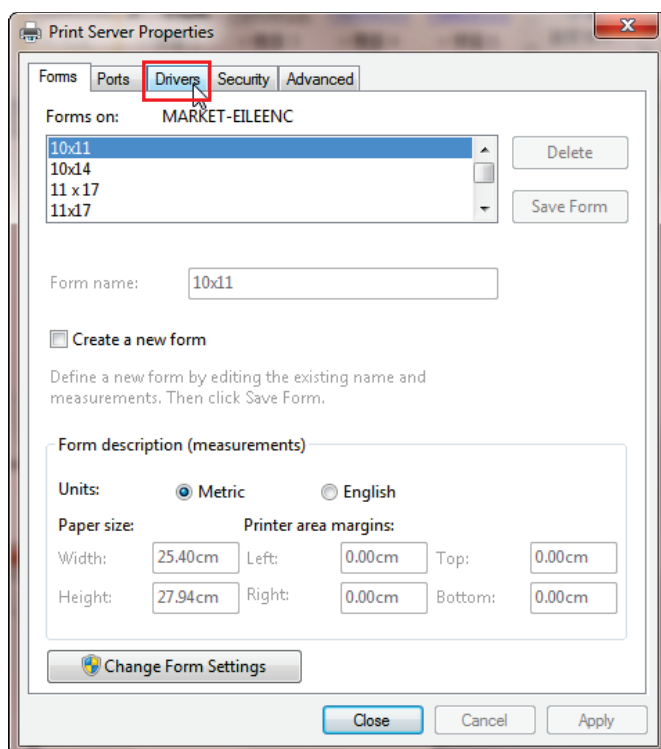 Print Server Properties
Forms Ports Drivers Security Advanced
Forms on: MARKET-EILEENC
10x11
10x14
11 x 17
11x17
Delete
Save Form
Form name: 10x11
Create a new form
Define a new form by editing the existing name and
measurements. Then click Save Form.
Form description (measurements)
Units: Metric English
Paper size: Printer area margins:
Width: 25.40cm Left: 0.00cm Top: 0.00cm
Height: 27.94cm Right: 0.00cm Bottom: 0.00cm
Change Form Settings
Close Cancel Apply